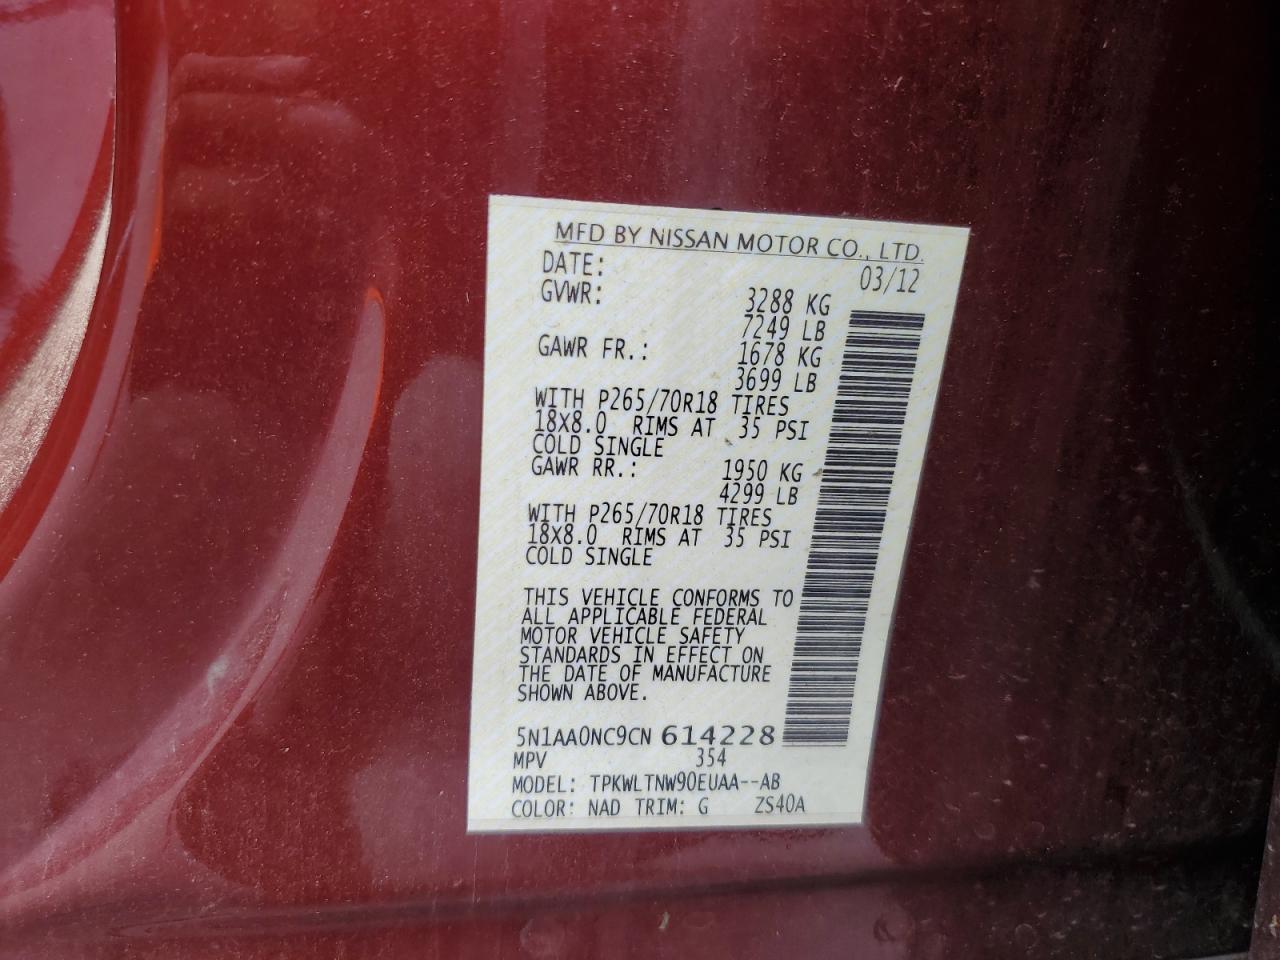 MFD BY NISSAN MOTOR CO., LTD.
DATE: 03/12
GVWR: 3288 KG
7249 LB
GAWR FR.: 1678 KG
3699 LB
WITH P265/70R18 TIRES
18X8.0 RIMS AT 35 PSI
COLD SINGLE
GAWR RR.: 1950 KG
4299 LB
WITH P265/70R18 TIRES
18X8.0 RIMS AT 35 PSI
COLD SINGLE
THIS VEHICLE CONFORMS TO
ALL APPLICABLE FEDERAL
MOTOR VEHICLE SAFETY
STANDARDS IN EFFECT ON
THE DATE OF MANUFACTURE
SHOWN ABOVE.
5N1AA0NC9CN 614228
MPV 354
MODEL: TPKWLTNW90EUAA--AB
COLOR: NAD TRIM: G ZS40A